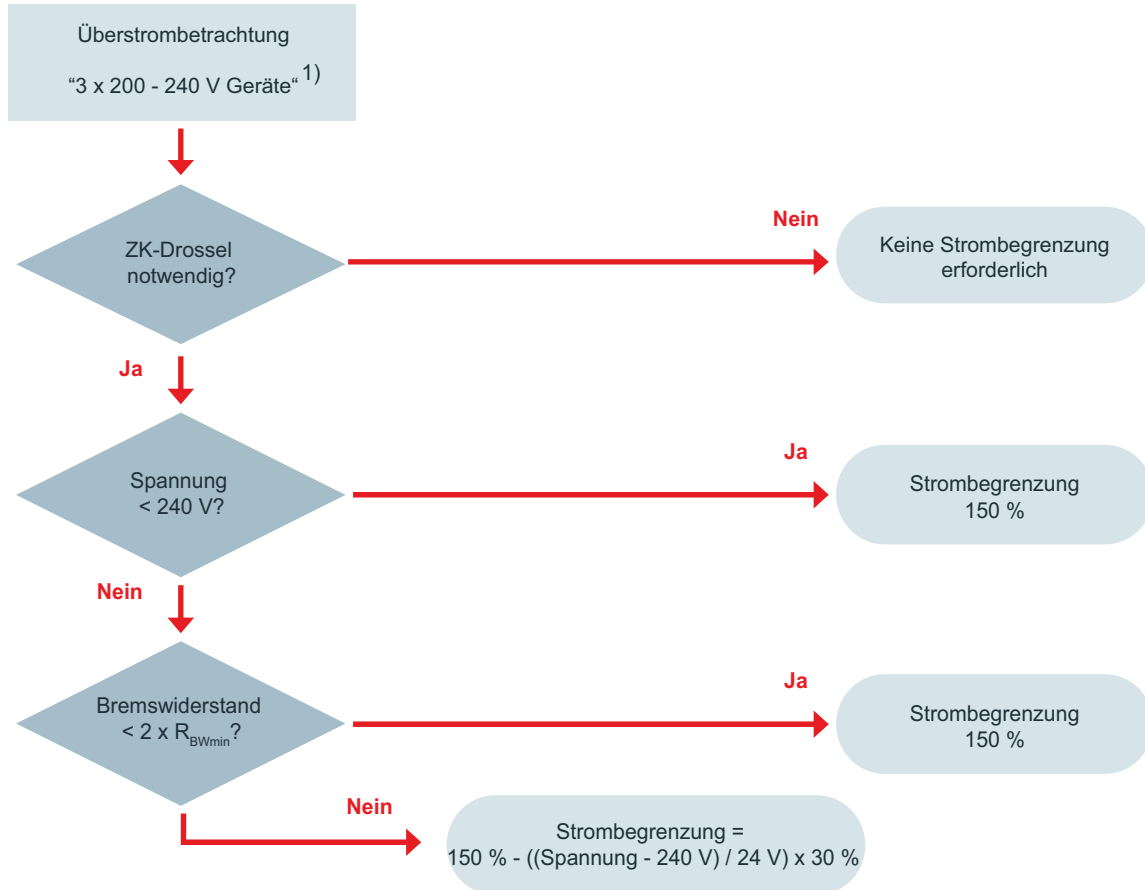 Überstrombetrachtung
“3 x 200 - 240 V Geräte“ 1)
ZK-Drossel
notwendig?
Nein
Keine Strombegrenzung
erforderlich
Ja
Spannung
< 240 V?
Ja
Strombegrenzung
150 %
Nein
Bremswiderstand
< 2 x RBWmin?
Ja
Strombegrenzung
150 %
Nein
Strombegrenzung =
150 % - ((Spannung - 240 V) / 24 V) x 30 %